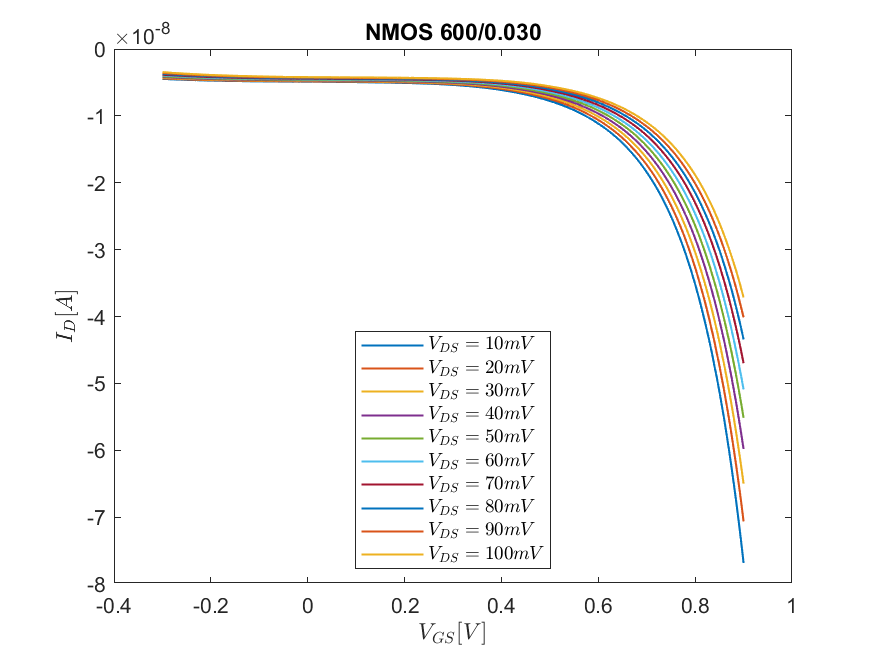 NMOS 600/0.030
×10-8
0
-1
-2
-3
-4
-5
-6
-7
-8
I_D[A]
V_DS = 10mV
V_DS = 20mV
V_DS = 30mV
V_DS = 40mV
V_DS = 50mV
V_DS = 60mV
V_DS = 70mV
V_DS = 80mV
V_DS = 90mV
V_DS = 100mV
-0.4 -0.2 0 0.2 0.4 0.6 0.8 1
V_GS[V]